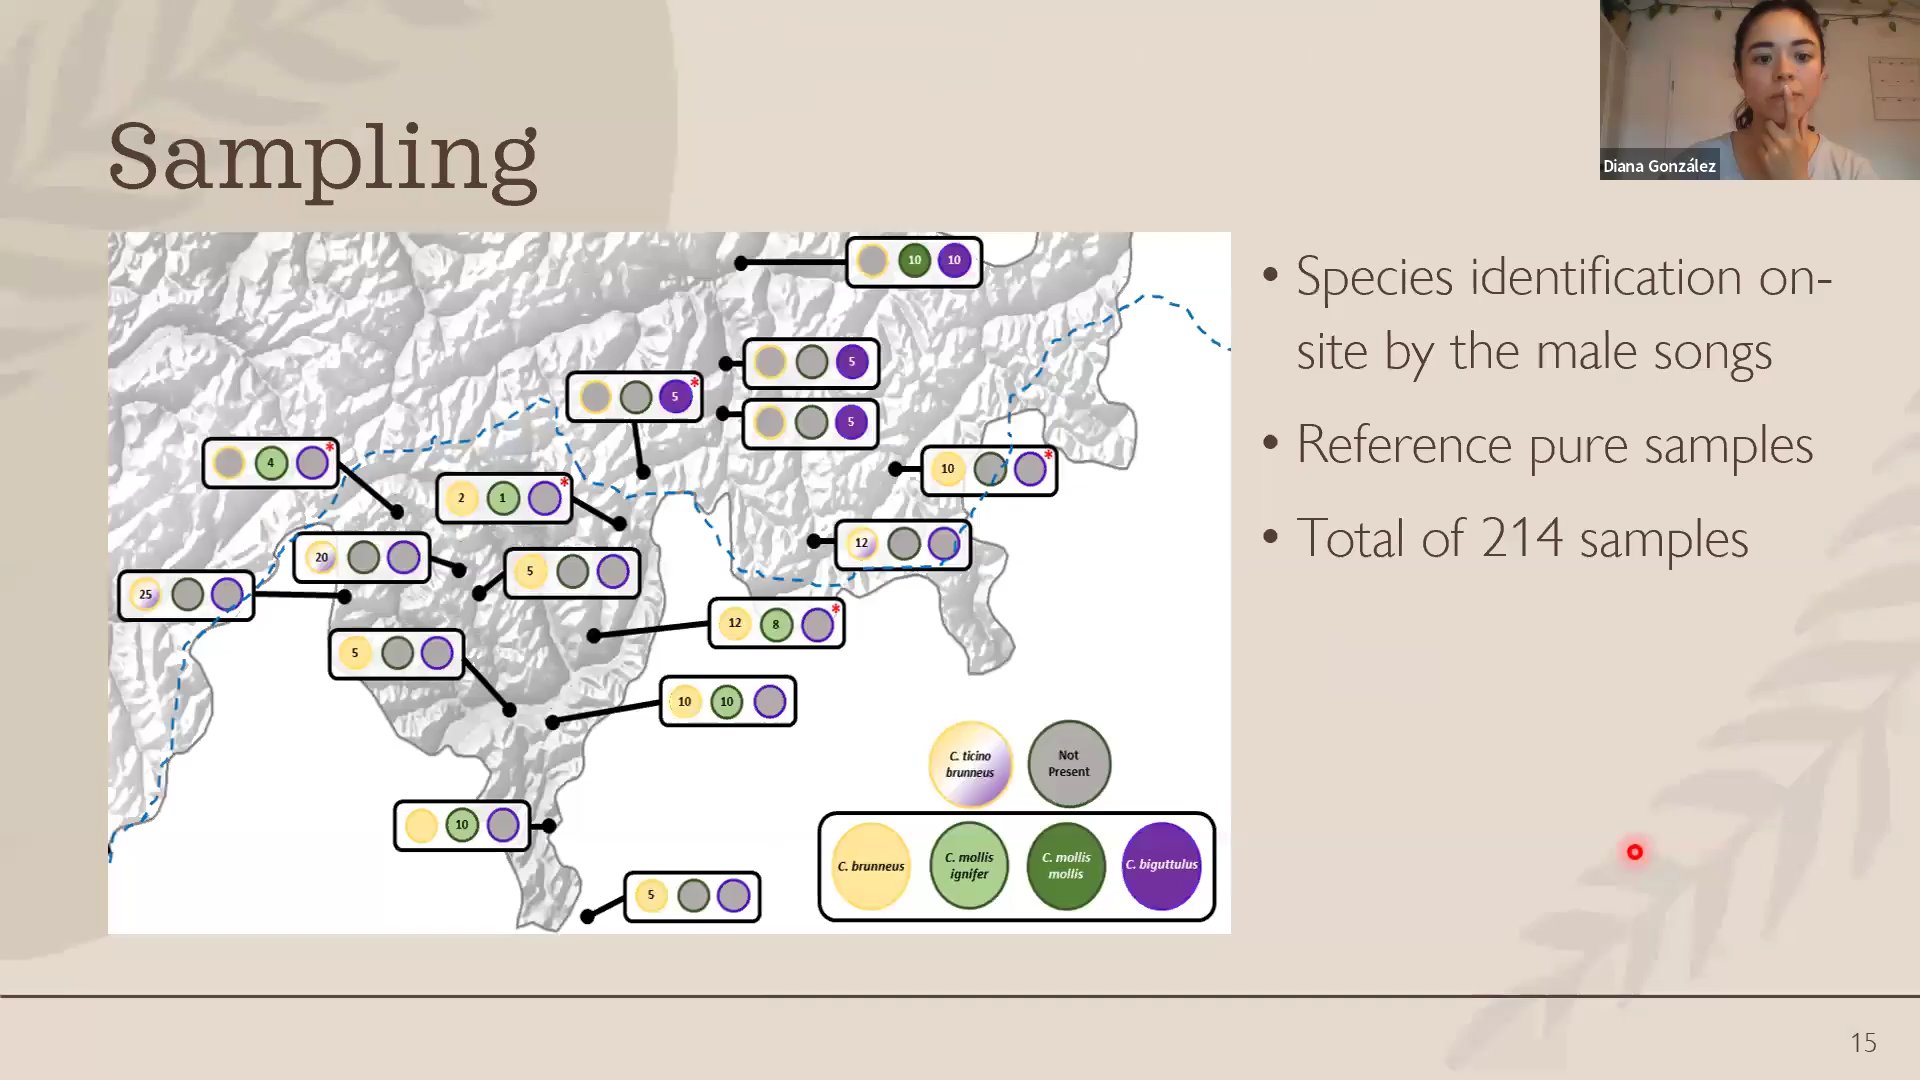 Sampling
Diana González
10 10
5
5*
5
4*
2 1 *
10 *
20
5
12
25
12 8 *
5
10 10
10
5
C. ticino
brunneus
Not
Present
C. brunneus
C. mollis
ignifer
C. mollis
mollis
C. biguttulus
• Species identification on-
site by the male songs
• Reference pure samples
• Total of 214 samples
15